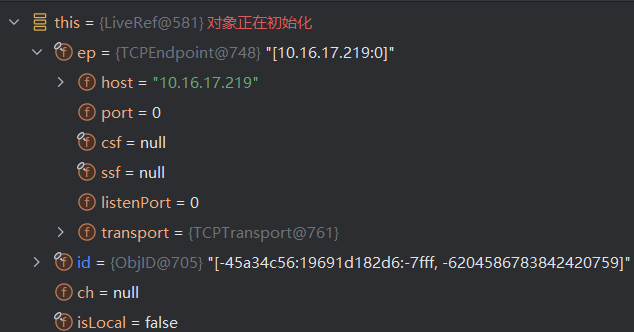 this = {LiveRef@581} 对象正在初始化
ep = {TCPEndpoint@748} "[10.16.17.219:0]"
host = "10.16.17.219"
port = 0
csf = null
ssf = null
listenPort = 0
transport = {TCPTransport@761}
id = {ObjID@705} "[-45a34c56:19691d182d6:-7fff, -6204586783842420759]"
ch = null
isLocal = false